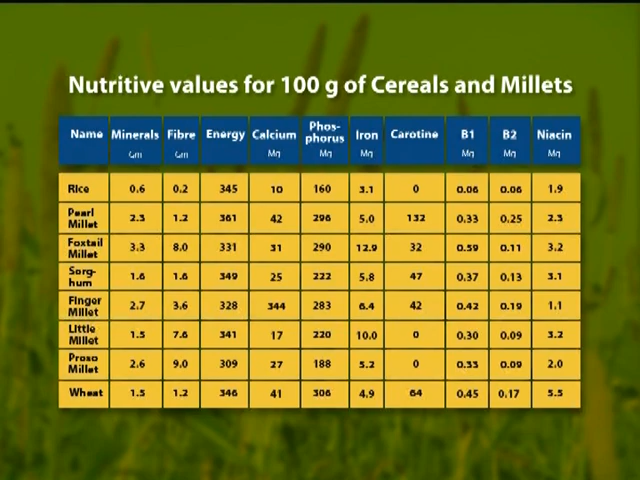 Nutritive values for 100 g of Cereals and Millets
Name Minerals Fibre Energy Calcium Phos-phorus Iron Carotine B1 B2 Niacin
Gm Gm Mg Mg Mg Mg Mg Mg
Rice 0.6 0.2 345 10 160 3.1 0 0.06 0.06 1.9
Pearl Millet 2.3 1.2 361 42 296 5.0 132 0.33 0.25 2.3
Foxtail Millet 3.3 8.0 331 31 290 12.9 32 0.59 0.11 3.2
Sorg-hum 1.6 1.6 349 25 222 5.8 47 0.37 0.13 3.1
Finger Millet 2.7 3.6 328 344 283 6.4 42 0.42 0.19 1.1
Little Millet 1.5 7.6 341 17 220 10.0 0 0.30 0.09 3.2
Proso Millet 2.6 9.0 309 27 188 5.2 0 0.33 0.09 2.0
Wheat 1.5 1.2 346 41 306 4.9 64 0.45 0.17 5.5